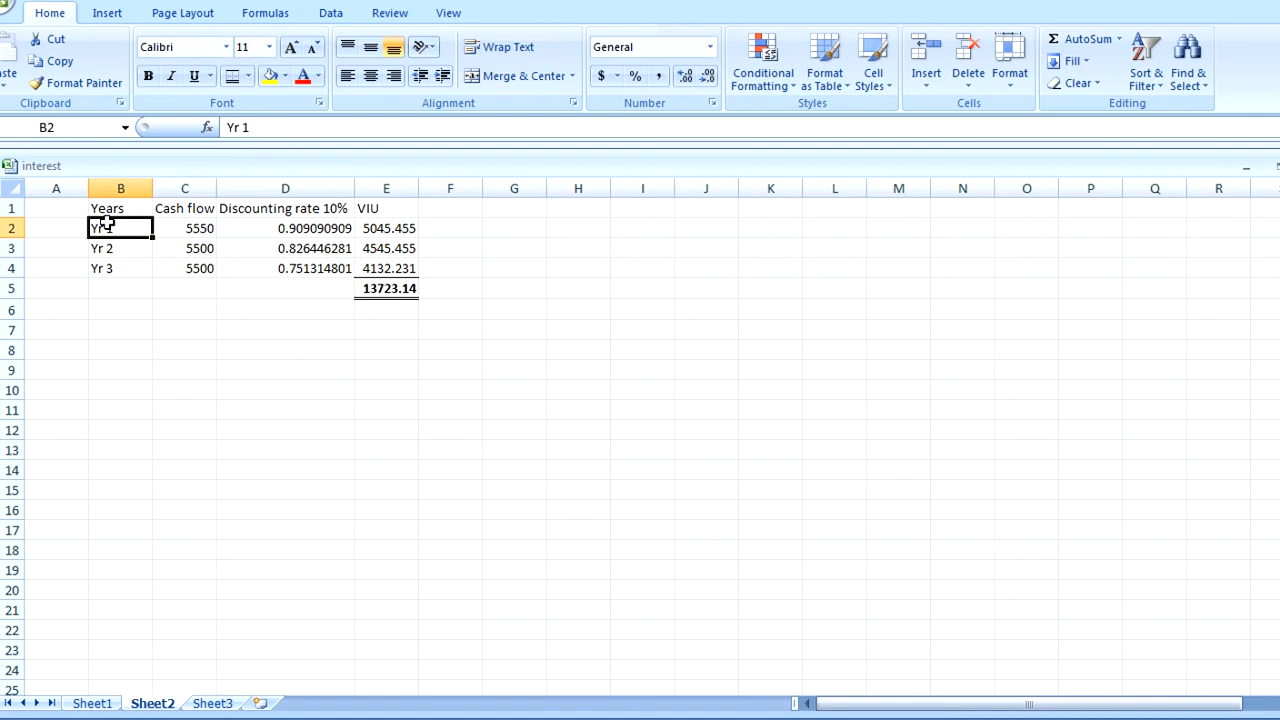 Home Insert Page Layout Formulas Data Review View
Cut
Copy
Format Painter
Clipboard
Calibri 11 A A
B I U A
Font
Wrap Text
Merge & Center
Alignment
General
$ % ,
Number
Conditional Formatting
Format as Table
Cell Styles
Styles
Insert Delete Format
Cells
Σ AutoSum
Fill
Clear
Sort & Filter
Find & Select
Editing
B2 fx Yr 1
interest
A B C D E F G H I J K L M N O P Q R
1 Years Cash flow Discounting rate 10% VIU
2 Yr 1 5550 0.909090909 5045.455
3 Yr 2 5500 0.826446281 4545.455
4 Yr 3 5500 0.751314801 4132.231
5 13723.14
6
7
8
9
10
11
12
13
14
15
16
17
18
19
20
21
22
23
24
25
Sheet1 Sheet2 Sheet3